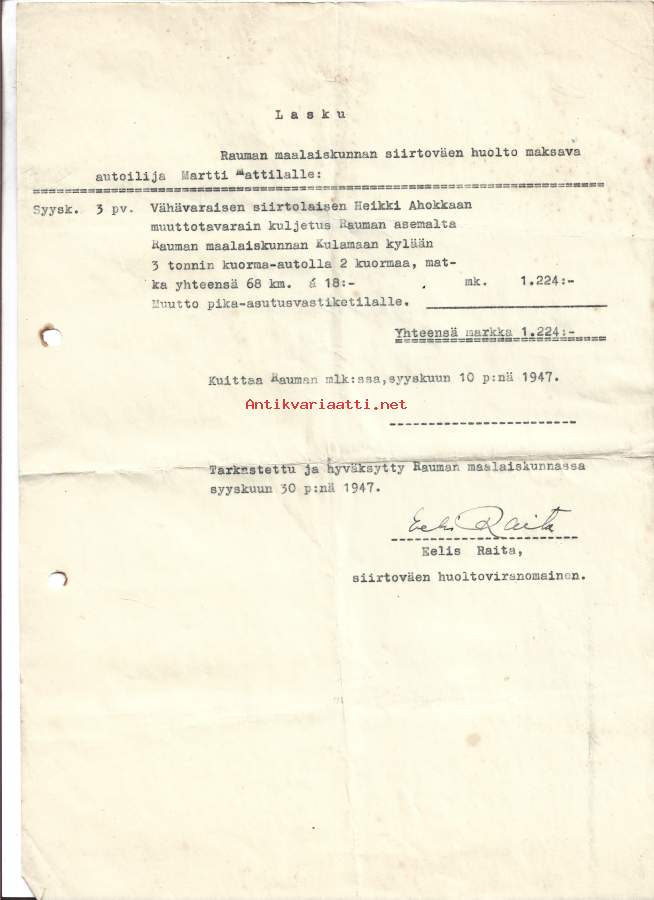 L a s k u
Rauman maalaiskunnan siirtoväen huolto maksava
autoilija Martti Mattilalle:
Syysk. 3 pv. Vähävaraisen siirtolaisen Heikki Ahokkaan
muuttotavarain kuljetus Rauman asemalta
Rauman maalaiskunnan Kulamaan kylään
3 tonnin kuorma-autolla 2 kuormaa, mat-
ka yhteensä 68 km. á 18:- mk. 1.224:-
Muutto pika-asutusvastiketilalle.
Yhteensä markka 1.224:-
Kuittaa Rauman mlk:ssa,syyskuun 10 p:nä 1947.
Antikvariaatti.net
Tarkastettu ja hyväksytty Rauman maalaiskunnassa
syyskuun 30 p:nä 1947.
Eelis Raita
Eelis Raita,
siirtoväen huoltoviranomainen.